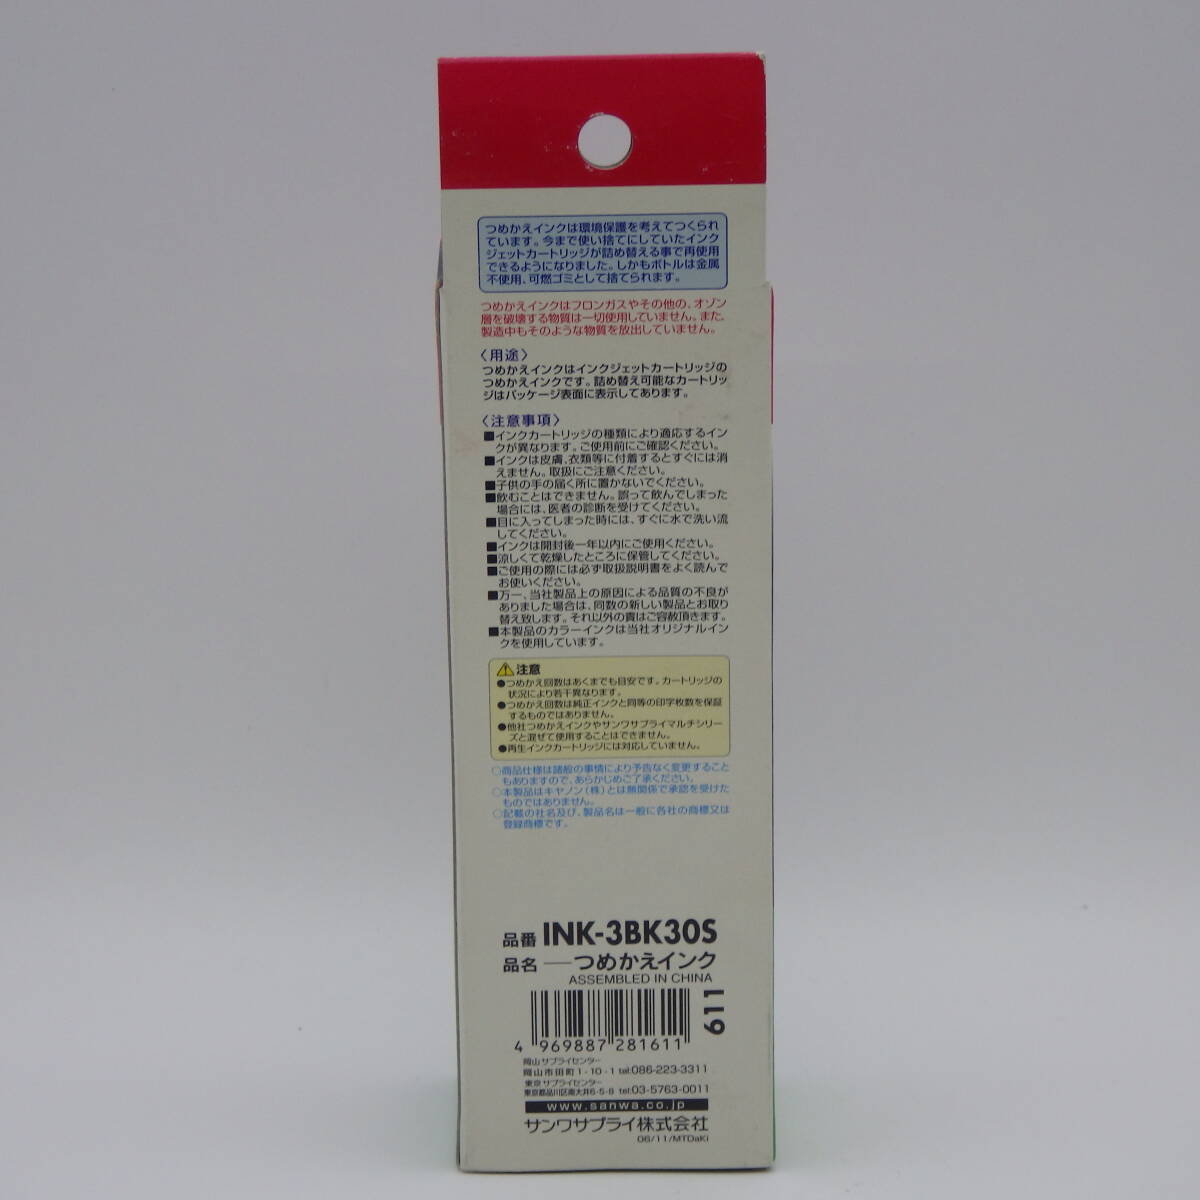 つめかえインクは環境保護を考えてつくられ
ています。今まで使い捨てにしていたインク
ジェットカートリッジが詰め替える事で再使用
できるようになりました。しかもボトルは金属
不使用、可燃ゴミとして捨てられます。
つめかえインクはフロンガスやその他の、オゾン
層を破壊する物質は一切使用していません。また、
製造中もそのような物質を放出していません。
〈用途〉
つめかえインクはインクジェットカートリッジの
つめかえインクです。詰め替え可能なカートリッ
ジはパッケージ表面に表示してあります。
〈注意事項〉
■インクカートリッジの種類により適応するイン
クが異なります。ご使用前にご確認ください。
■インクは皮膚、衣類等に付着するとすぐには消
えません。取扱にご注意ください。
■子供の手の届く所に置かないでください。
■飲むことはできません。誤って飲んでしまった
場合には、医者の診断を受けてください。
■目に入ってしまった時には、すぐに水で洗い流
してください。
■インクは開封後一年以内にご使用ください。
■涼しくて乾燥したところに保管してください。
■ご使用の際には必ず取扱説明書をよく読んで
お使いください。
■万一、当社製品上の原因による品質の不良が
ありました場合は、同数の新しい製品とお取り
替え致します。それ以外の責はご容赦頂きます。
■本製品のカラーインクは当社オリジナルイン
クを使用しています。
⚠注意
●つめかえ回数はあくまでも目安です。カートリッジの
状況により若干異なります。
●つめかえ回数は純正インクと同等の印字枚数を保証
するものではありません。
●他社つめかえインクやサンワサプライマルチシリー
ズと混ぜて使用することはできません。
●再生インクカートリッジには対応していません。
○商品仕様は諸般の事情により予告なく変更すること
もありますので、あらかじめご了承ください。
○本製品はキヤノン(株)とは無関係で承認を受けた
ものではありません。
○記載の社名及び、製品名は一般に各社の商標又は
登録商標です。
品番 INK-3BK30S
品名 ―つめかえインク
ASSEMBLED IN CHINA
611
4 969887 281611
岡山サプライセンター
岡山市田町1-10-1 tel:086-223-3311
東京サプライセンター
東京都品川区南大井6-5-8 tel:03-5763-0011
www.sanwa.co.jp
サンワサプライ株式会社
06/11/MTDaKi